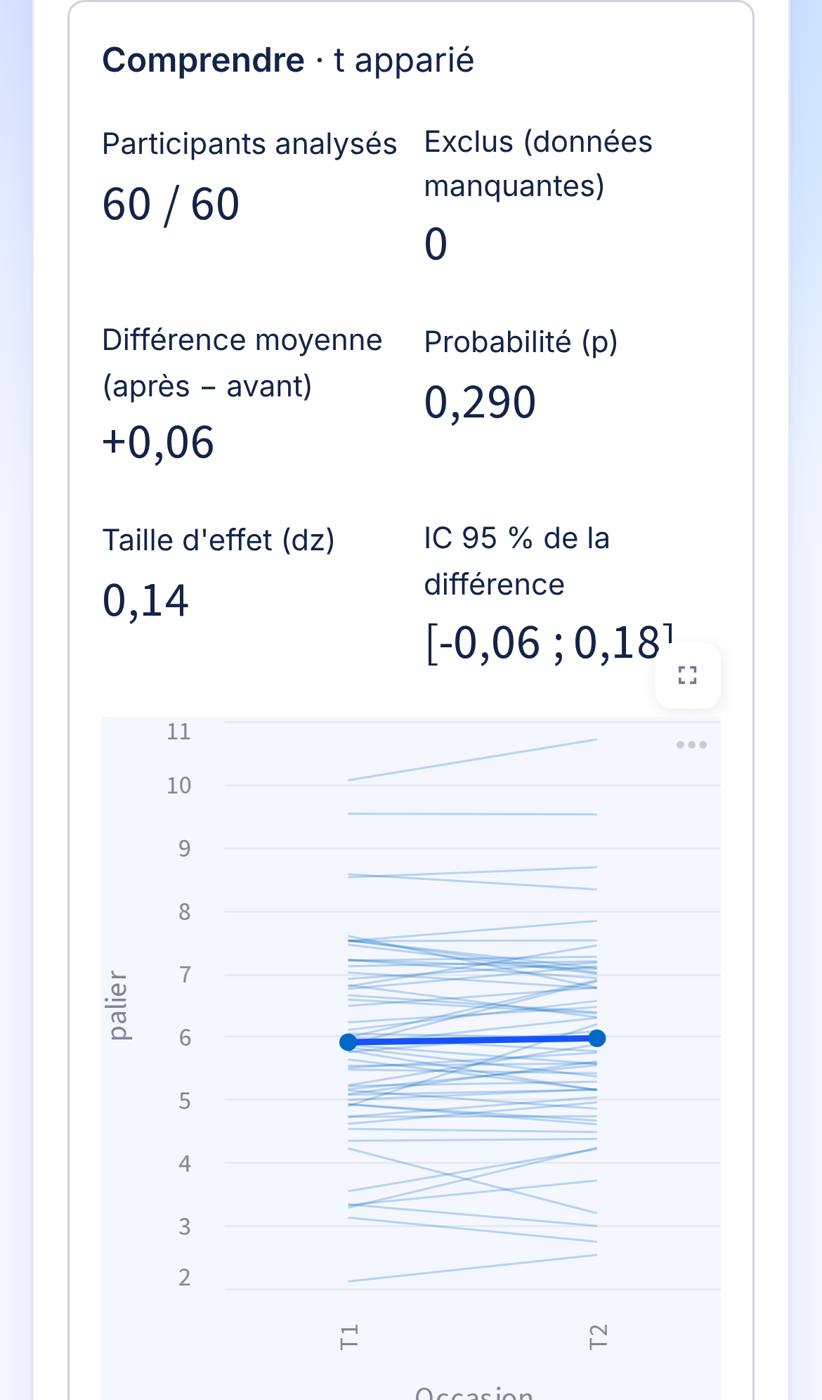 Comprendre · t apparié
Participants analysés
60 / 60
Exclus (données
manquantes)
0
Différence moyenne
(après − avant)
+0,06
Probabilité (p)
0,290
Taille d'effet (dz)
0,14
IC 95 % de la
différence
[-0,06 ; 0,18]
11
10
9
8
7
6
5
4
3
2
palier
T1
T2
Occasion